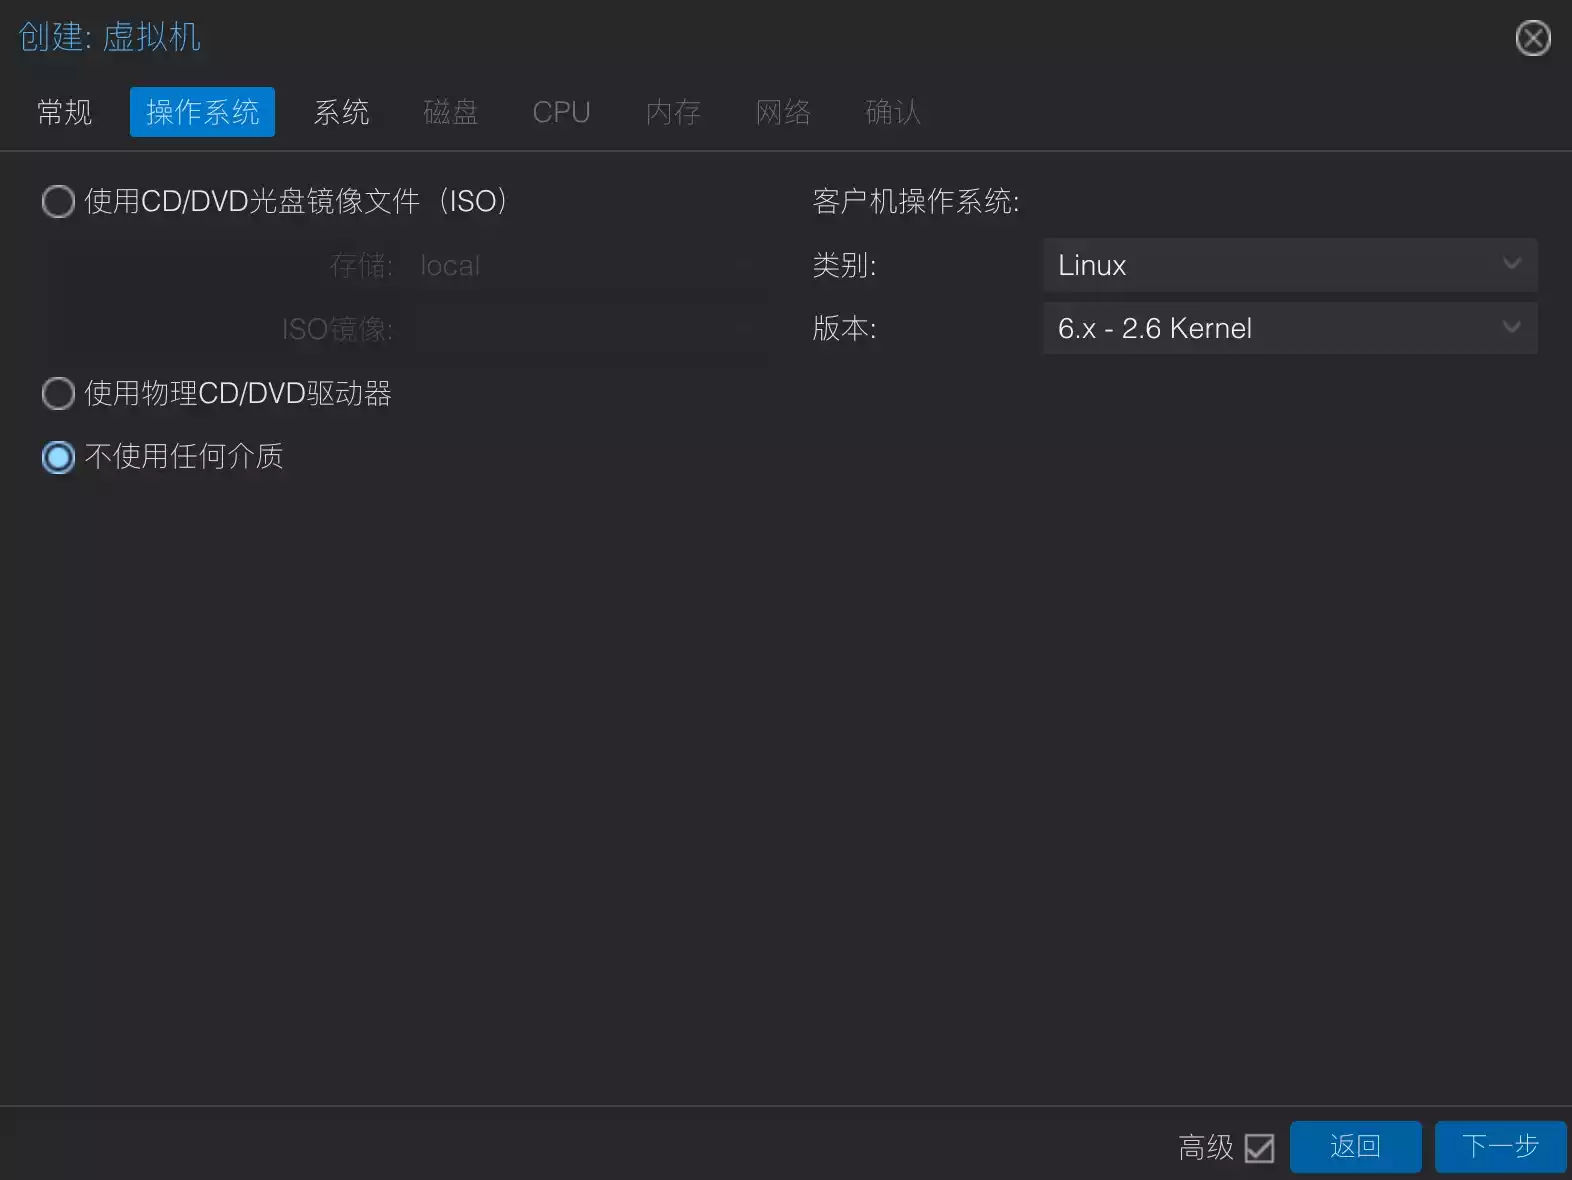 创建: 虚拟机
常规 操作系统 系统 磁盘 CPU 内存 网络 确认
使用CD/DVD光盘镜像文件（ISO）
存储: local
ISO镜像:
使用物理CD/DVD驱动器
不使用任何介质
客户机操作系统:
类别: Linux
版本: 6.x - 2.6 Kernel
高级 返回 下一步